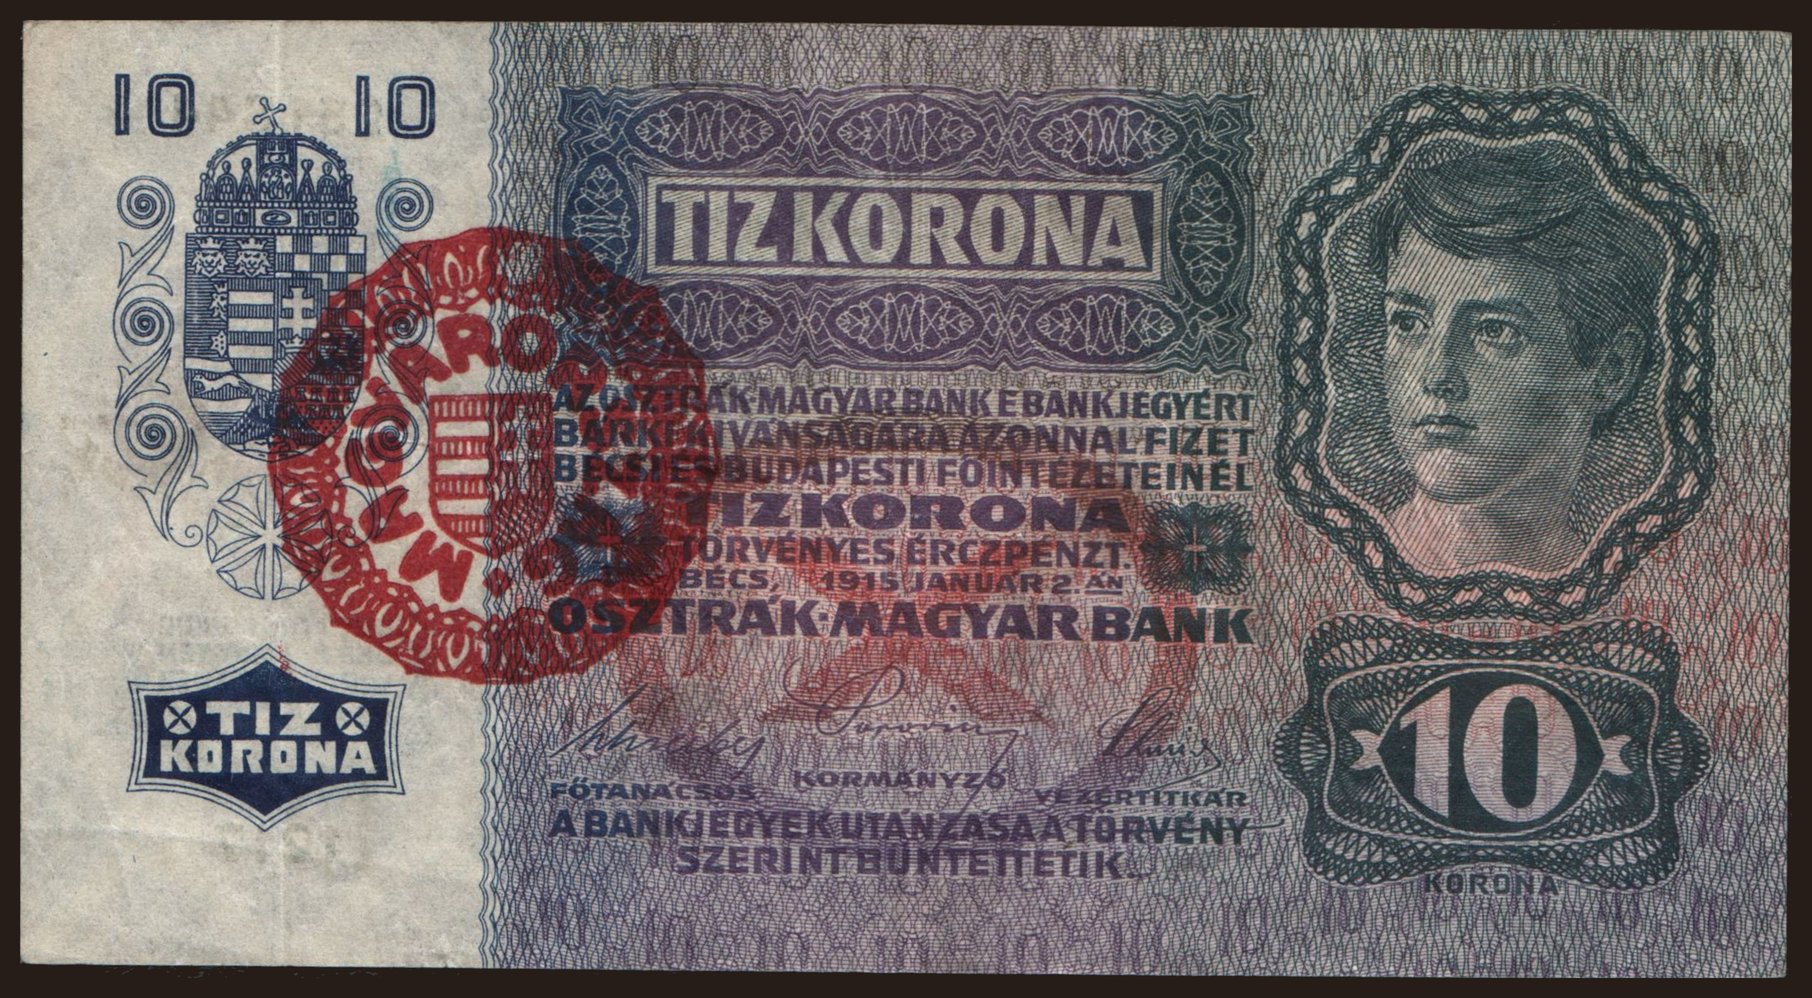 10 10
TIZ KORONA
AZ OSZTRÁK-MAGYAR BANK E BANKJEGYÉRT
BÁRKI KIVÁNSÁGÁRA AZONNAL FIZET
BÉCSI ÉS BUDAPESTI FŐINTÉZETEINÉL
TIZ KORONA
TÖRVÉNYES ÉRCZPÉNZT.
BÉCS, 1915 JANUÁR 2.ÁN
OSZTRÁK-MAGYAR BANK
FŐTANÁCSOS KORMÁNYZÓ VEZÉRTITKÁR
A BANKJEGYEK UTÁNZÁSA A TÖRVÉNY
SZERINT BÜNTETTETIK.
TIZ
KORONA
10
KORONA